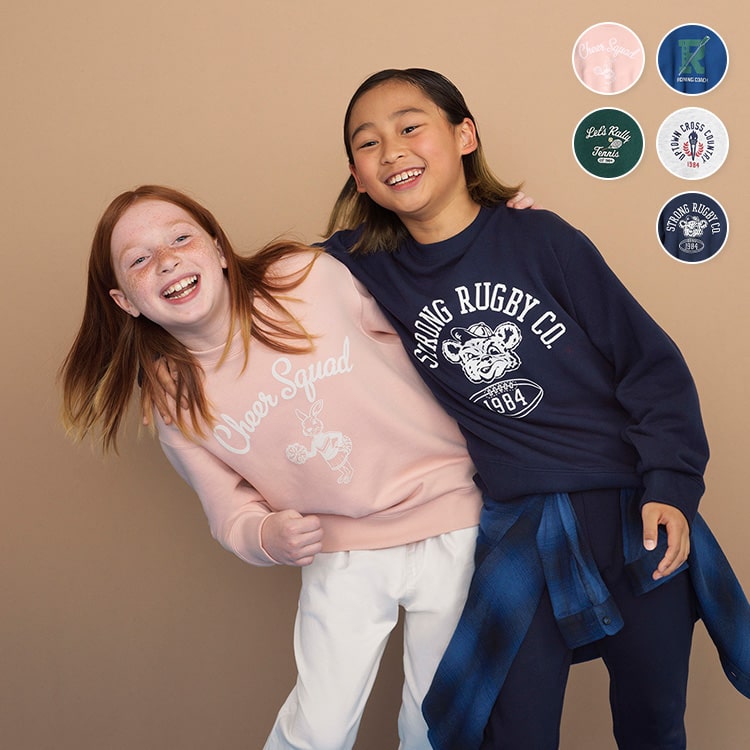 Cheer Squad
STRONG RUGBY CO.
1984
Cheer Squad
R
ROWING COACH
Let's Rally
Tennis
UPTOWN CROSS COUNTRY
1984
STRONG RUGBY CO.
1984